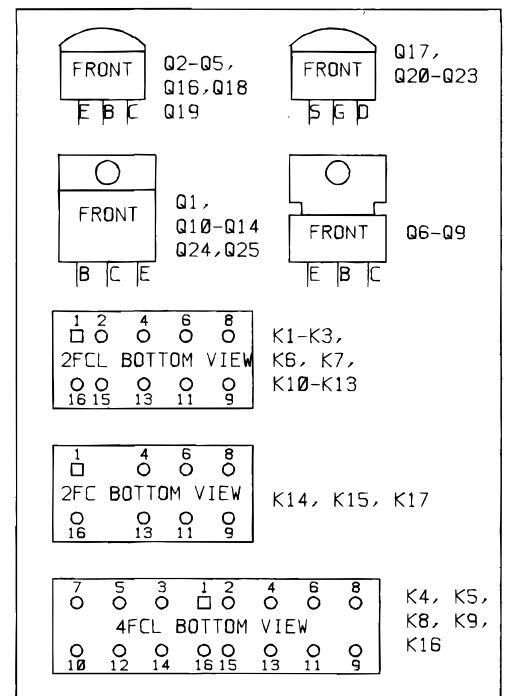 FRONT
E B C
Q2-Q5,
Q16,Q18
Q19
FRONT
S G D
Q17,
Q20-Q23
FRONT
B C E
Q1,
Q10-Q14
Q24,Q25
FRONT
E B C
Q6-Q9
1 2 4 6 8
2FCL BOTTOM VIEW
16 15 13 11 9
K1-K3,
K6, K7,
K10-K13
1 4 6 8
2FC BOTTOM VIEW
16 13 11 9
K14, K15, K17
7 5 3 1 2 4 6 8
4FCL BOTTOM VIEW
10 12 14 16 15 13 11 9
K4, K5,
K8, K9,
K16